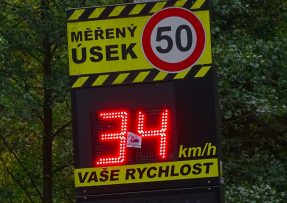 MĚŘENÝ
ÚSEK
50
34
km/h
VAŠE RYCHLOST